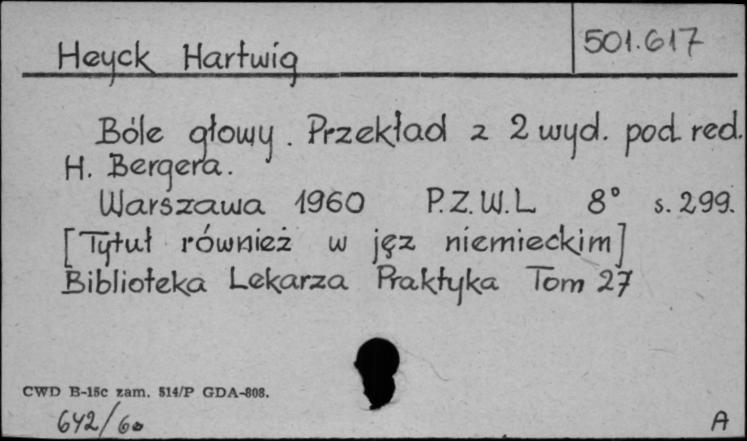 Heyck Hartwig 501.617
Bóle głowy. Przekład z 2 wyd. pod red.
H. Bergera.
Warszawa 1960 P.Z.W.L 8° s. 299.
[Tytuł również w jęz niemieckim]
Biblioteka Lekarza Praktyka Tom 27
CWD B-15c zam. 514/P GDA-808.
642/60 A